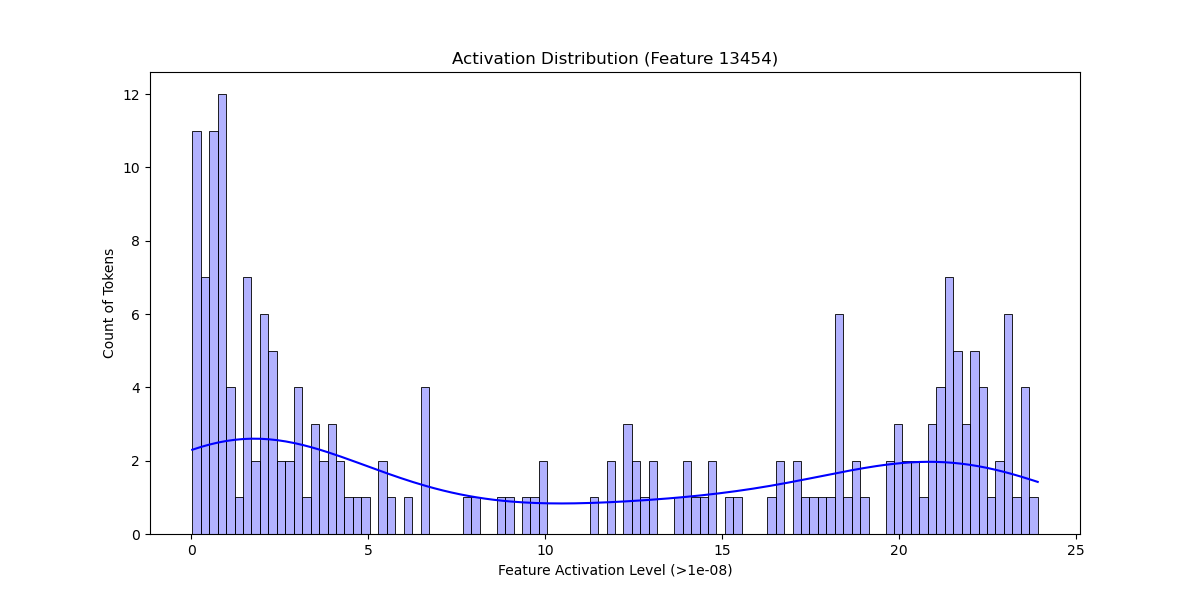 Activation Distribution (Feature 13454)
12
10
8
6
4
2
0
Count of Tokens
0 5 10 15 20 25
Feature Activation Level (>1e-08)